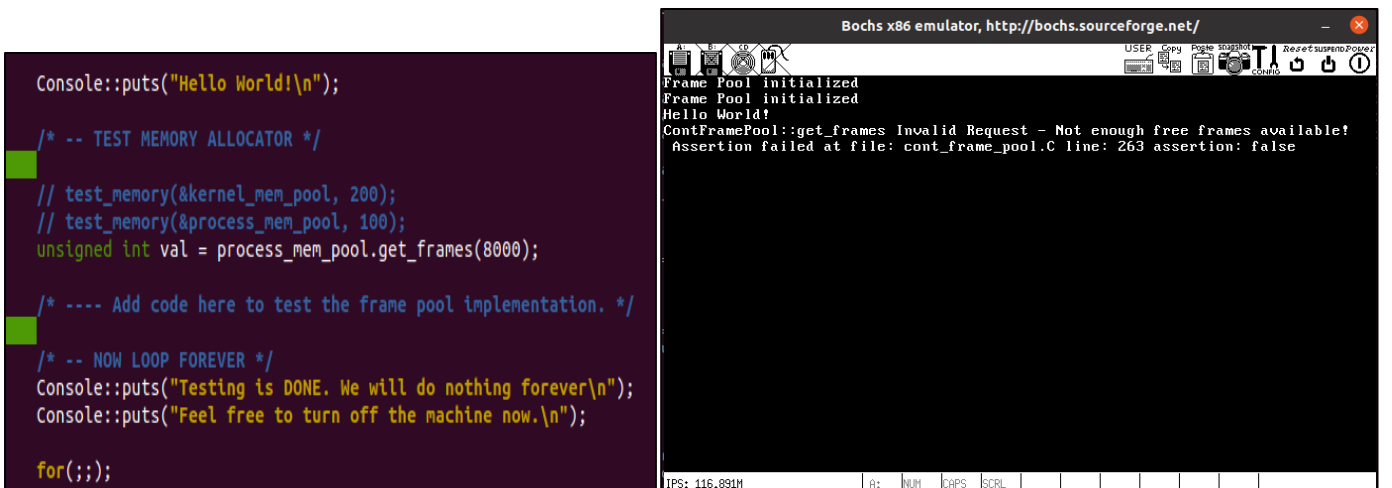 Console::puts("Hello World!\n");
/* -- TEST MEMORY ALLOCATOR */
// test_memory(&kernel_mem_pool, 200);
// test_memory(&process_mem_pool, 100);
unsigned int val = process_mem_pool.get_frames(8000);
/* ---- Add code here to test the frame pool implementation. */
/* -- NOW LOOP FOREVER */
Console::puts("Testing is DONE. We will do nothing forever\n");
Console::puts("Feel free to turn off the machine now.\n");
for(;;);
Bochs x86 emulator, http://bochs.sourceforge.net/
A: B: CD USER Copy Paste snapshot CONFIG Reset SUSPEND Power
Frame Pool initialized
Frame Pool initialized
Hello World!
ContFramePool::get_frames Invalid Request - Not enough free frames available!
Assertion failed at file: cont_frame_pool.C line: 263 assertion: false
IPS: 116.891M A: NUM CAPS SCRL